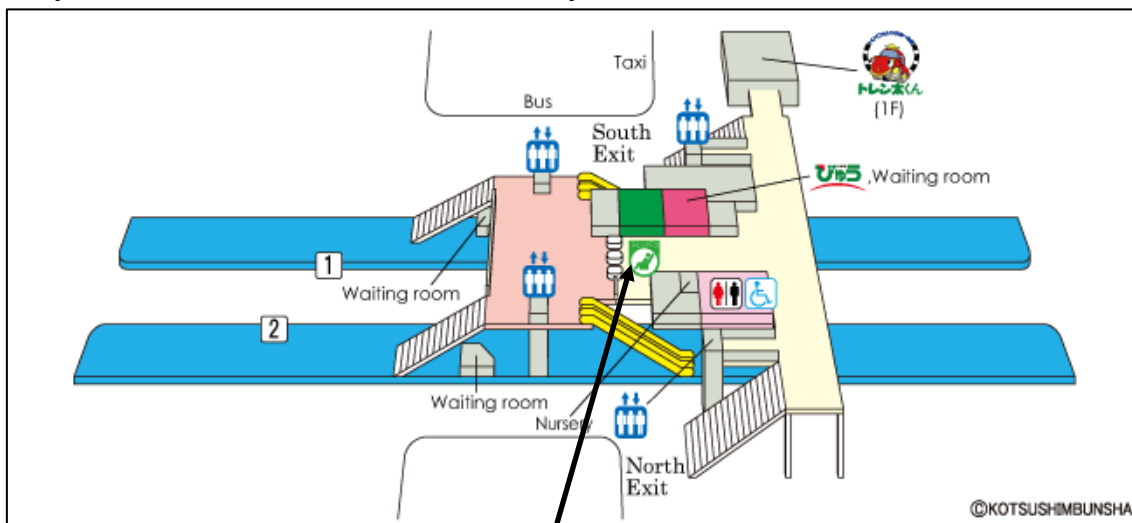 Taxi
Bus
トレン太くん
(1F)
South
Exit
びゅう ,Waiting room
1
Waiting room
2
Waiting room
Nursery
North
Exit
©KOTSUSHIMBUNSHA